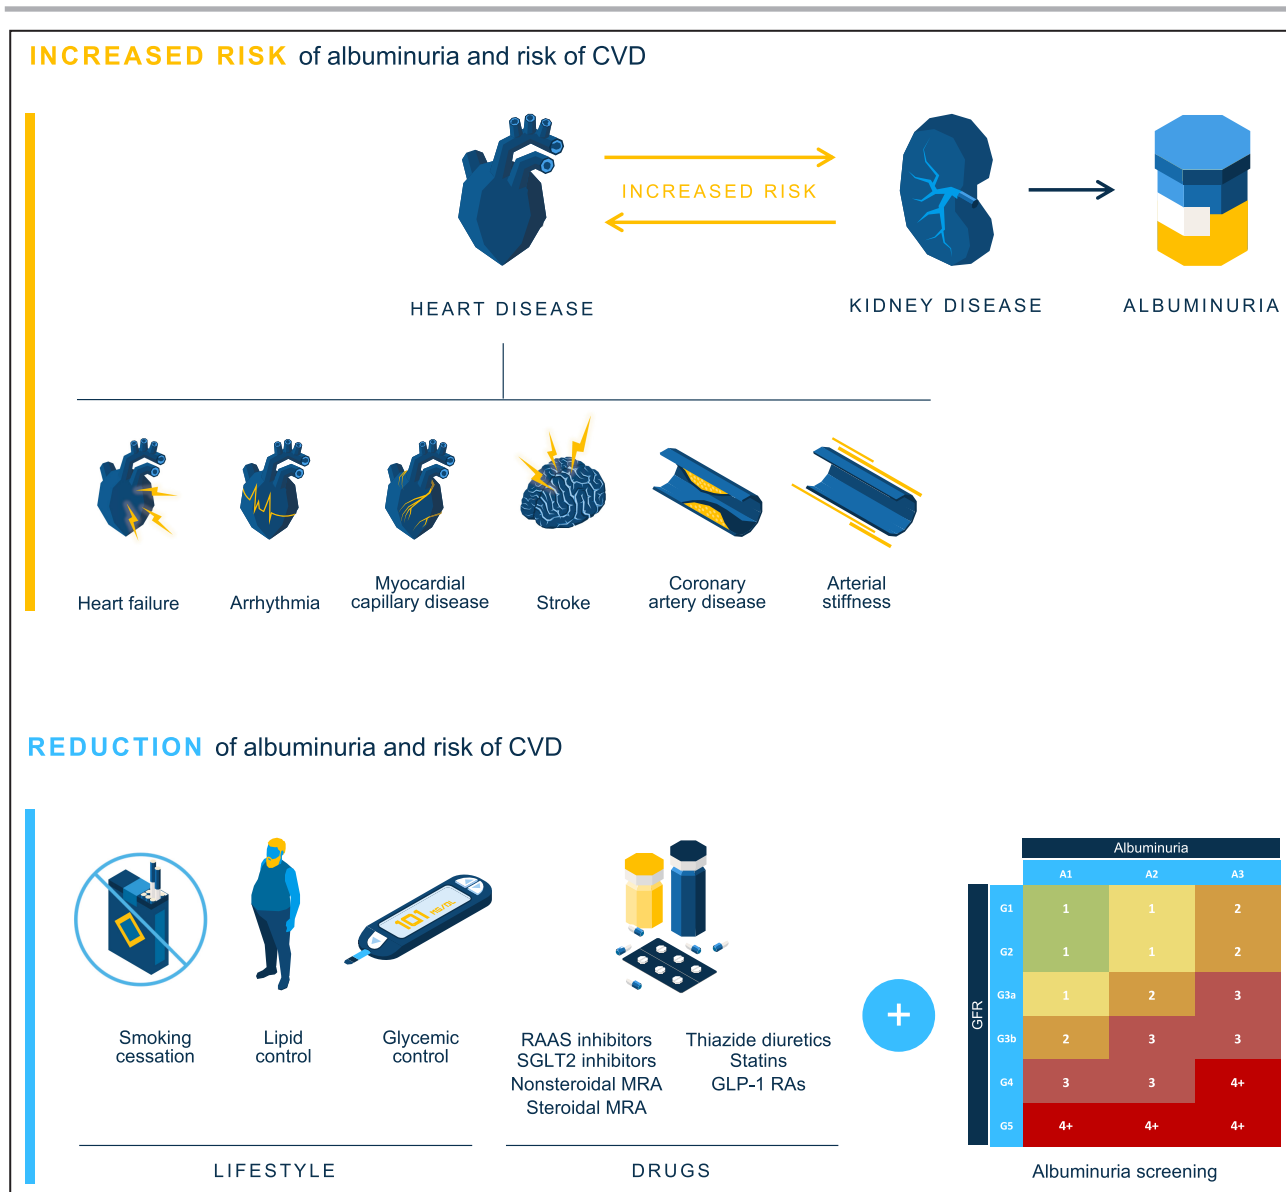 INCREASED RISK of albuminuria and risk of CVD
INCREASED RISK
HEART DISEASE
KIDNEY DISEASE
ALBUMINURIA
Heart failure
Arrhythmia
Myocardial
capillary disease
Stroke
Coronary
artery disease
Arterial
stiffness
REDUCTION of albuminuria and risk of CVD
101 MG/DL
Smoking
cessation
Lipid
control
Glycemic
control
RAAS inhibitors
SGLT2 inhibitors
Nonsteroidal MRA
Steroidal MRA
Thiazide diuretics
Statins
GLP-1 RAs
LIFESTYLE
DRUGS
+
Albuminuria
A1 A2 A3
GFR
G1 1 1 2
G2 1 1 2
G3a 1 2 3
G3b 2 3 3
G4 3 3 4+
G5 4+ 4+ 4+
Albuminuria screening